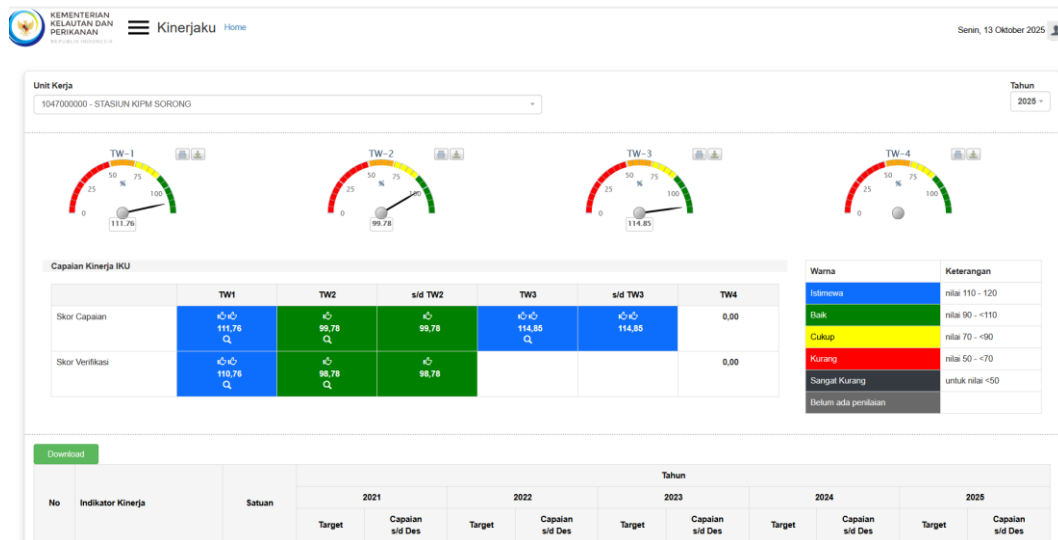 KEMENTERIAN
KELAUTAN DAN
PERIKANAN
REPUBLIK INDONESIA
Kinerjaku Home
Senin, 13 Oktober 2025
Unit Kerja
Tahun
1047000000 - STASIUN KIPM SORONG
2025
TW-1
TW-2
TW-3
TW-4
0 25 50 75 100 %
0 25 50 75 100 %
0 25 50 75 100 %
0 25 50 75 100 %
111.76
99.78
114.85
Capaian Kinerja IKU
TW1 TW2 s/d TW2 TW3 s/d TW3 TW4
Skor Capaian 111,76 99,78 99,78 114,85 114,85 0,00
Skor Verifikasi 110,76 98,78 98,78 0,00
Warna Keterangan
Istimewa nilai 110 - 120
Baik nilai 90 - <110
Cukup nilai 70 - <90
Kurang nilai 50 - <70
Sangat Kurang untuk nilai <50
Belum ada penilaian
Download
No Indikator Kinerja Satuan Tahun
2021 2022 2023 2024 2025
Target Capaian s/d Des Target Capaian s/d Des Target Capaian s/d Des Target Capaian s/d Des Target Capaian s/d Des